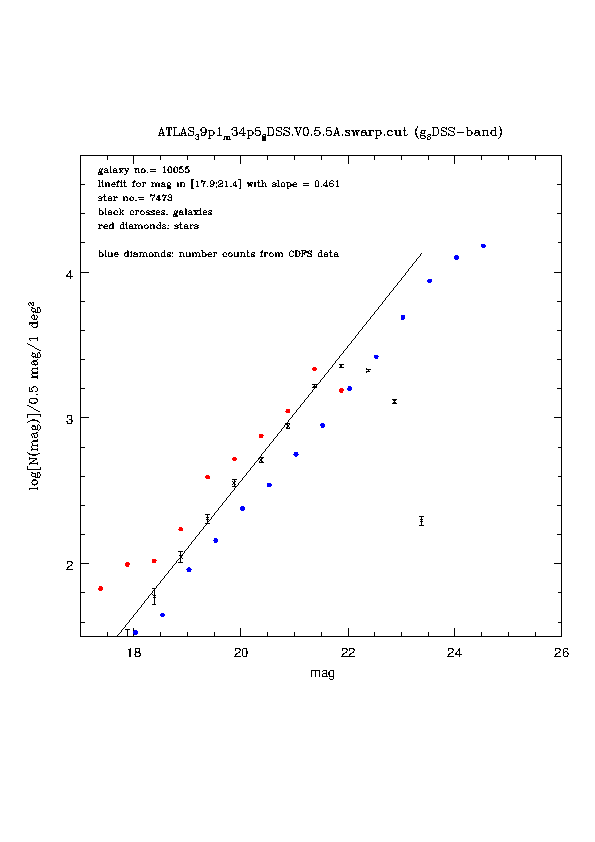 ATLAS_39p1_m34p5_gDSS.V0.5.5A.swarp.cut (g_SDSS-band)
galaxy no.= 10055
linefit for mag in [17.9;21.4] with slope = 0.461
star no.= 7473
black crosses: galaxies
red diamonds: stars
blue diamonds: number counts from CDFS data
log[N(mag)]/0.5 mag/1 deg²
4
3
2
18 20 22 24 26
mag